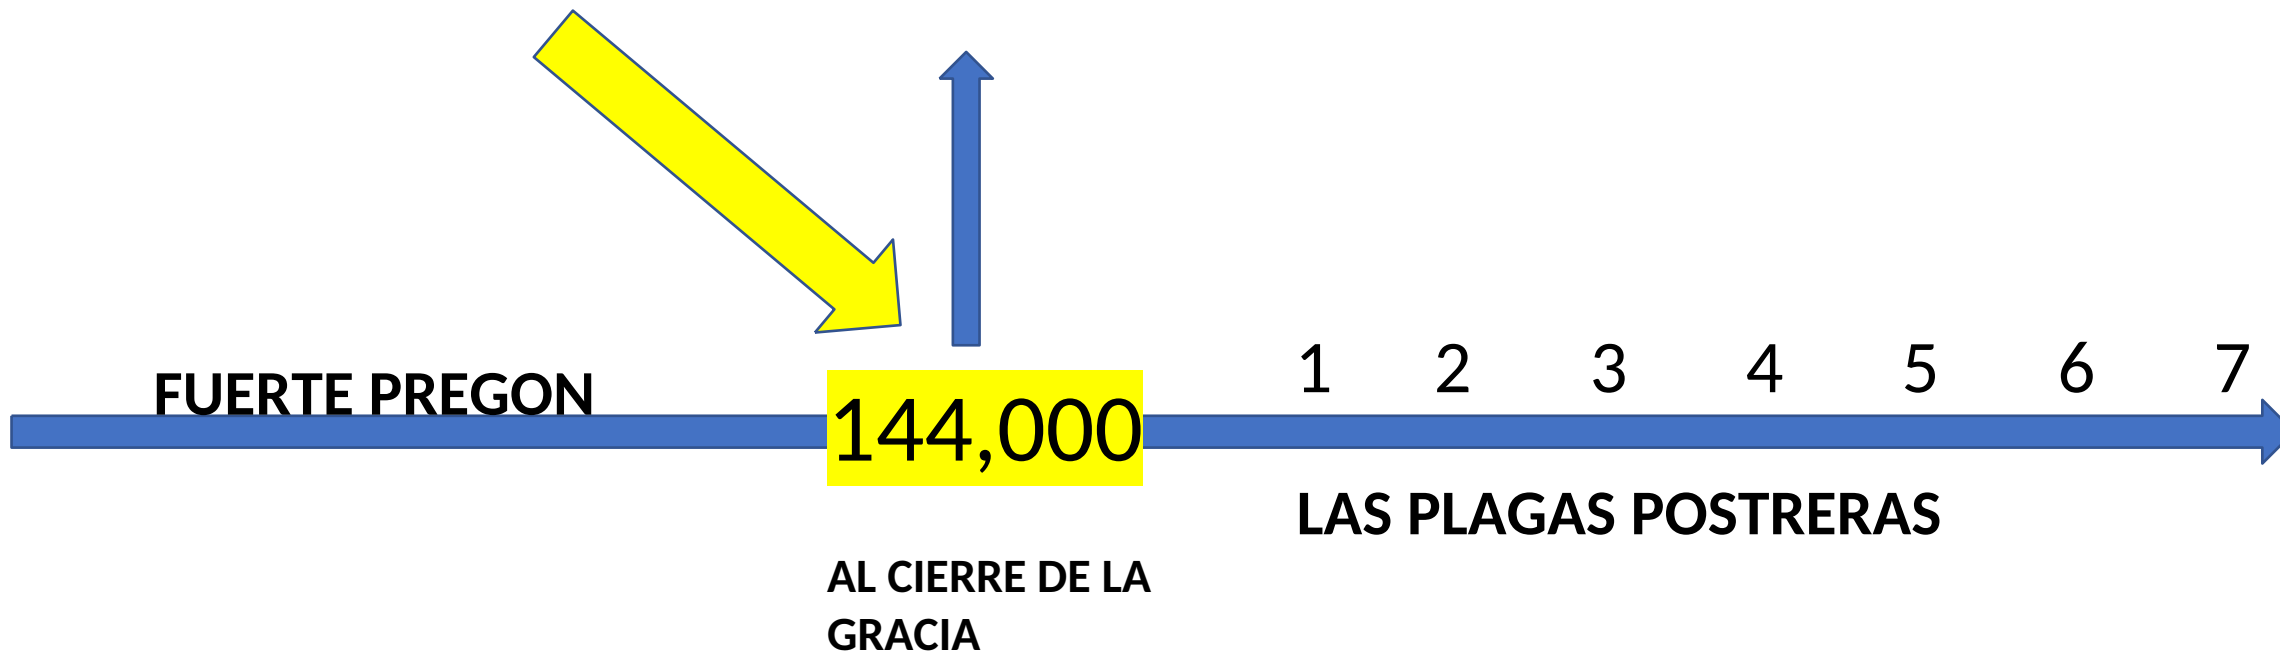 1 2 3 4 5 6 7
FUERTE PREGON
144,000
LAS PLAGAS POSTRERAS
AL CIERRE DE LA
GRACIA